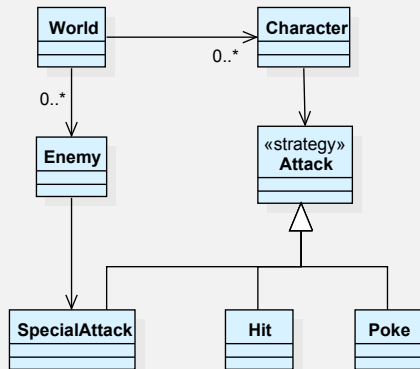 World
Character
0..*
0..*
Enemy
«strategy»
Attack
SpecialAttack
Hit
Poke